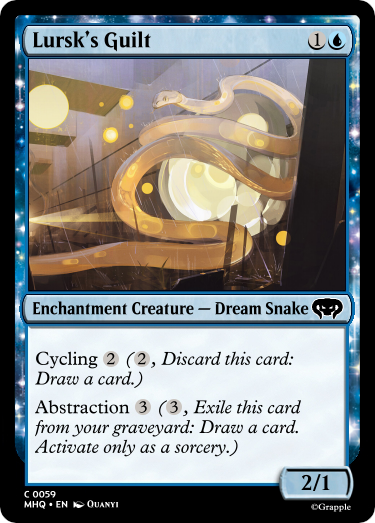 Lursk's Guilt 1
Enchantment Creature — Dream Snake
Cycling 2 (2, Discard this card:
Draw a card.)
Abstraction 3 (3, Exile this card
from your graveyard: Draw a card.
Activate only as a sorcery.)
2/1
C 0059
MHQ • EN Quanyi
©Grapple